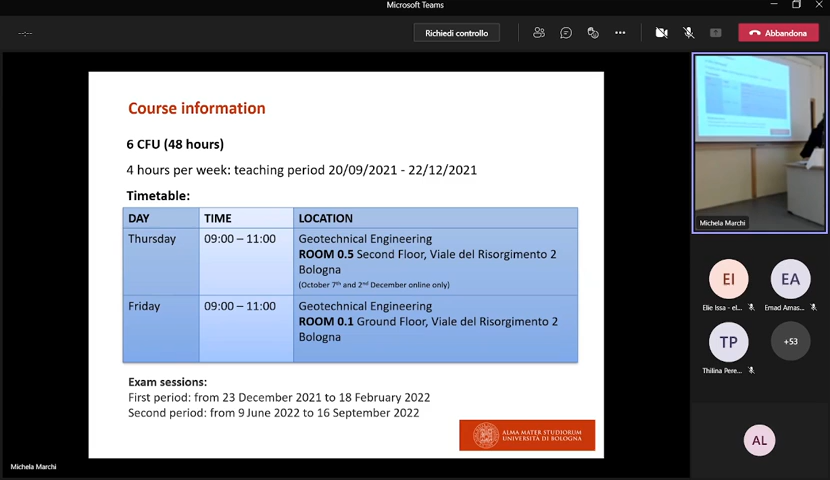 Microsoft Teams
--:--
Richiedi controllo
Abbandona
Course information
6 CFU (48 hours)
4 hours per week: teaching period 20/09/2021 - 22/12/2021
Timetable:
DAY TIME LOCATION
Thursday 09:00 – 11:00 Geotechnical Engineering
ROOM 0.5 Second Floor, Viale del Risorgimento 2
Bologna
(October 7th and 2nd December online only)
Friday 09:00 – 11:00 Geotechnical Engineering
ROOM 0.1 Ground Floor, Viale del Risorgimento 2
Bologna
Exam sessions:
First period: from 23 December 2021 to 18 February 2022
Second period: from 9 June 2022 to 16 September 2022
ALMA MATER STUDIORUM
UNIVERSITÀ DI BOLOGNA
Michela Marchi
Michela Marchi
EI
Elie Issa - el...
EA
Emad Amas...
TP
Thilina Pere...
+53
AL